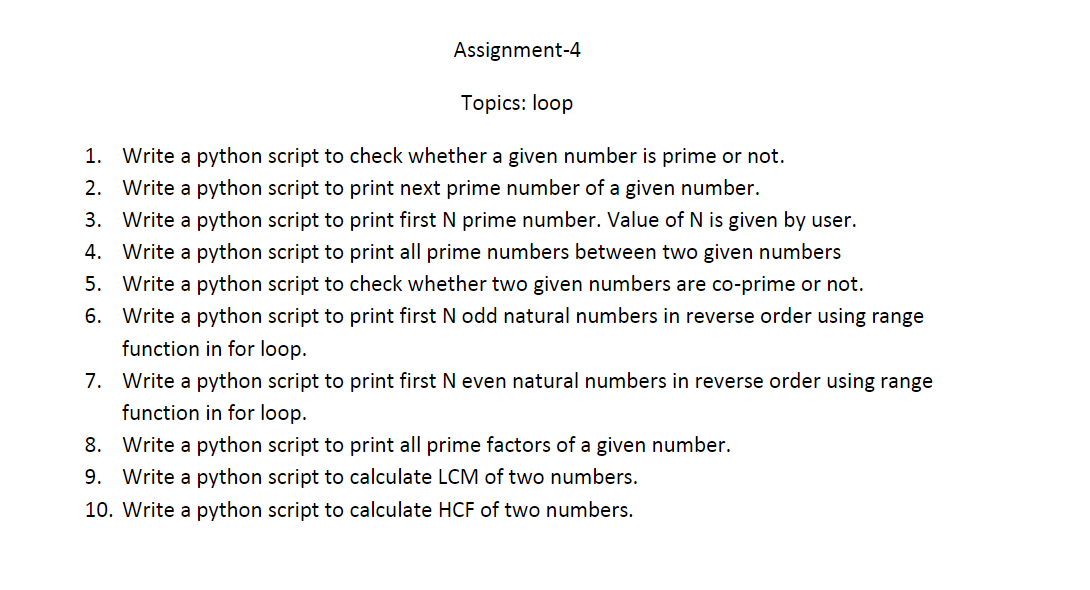 Assignment-4
Topics: loop
1. Write a python script to check whether a given number is prime or not.
2. Write a python script to print next prime number of a given number.
3. Write a python script to print first N prime number. Value of N is given by user.
4. Write a python script to print all prime numbers between two given numbers
5. Write a python script to check whether two given numbers are co-prime or not.
6. Write a python script to print first N odd natural numbers in reverse order using range
function in for loop.
7. Write a python script to print first N even natural numbers in reverse order using range
function in for loop.
8. Write a python script to print all prime factors of a given number.
9. Write a python script to calculate LCM of two numbers.
10. Write a python script to calculate HCF of two numbers.